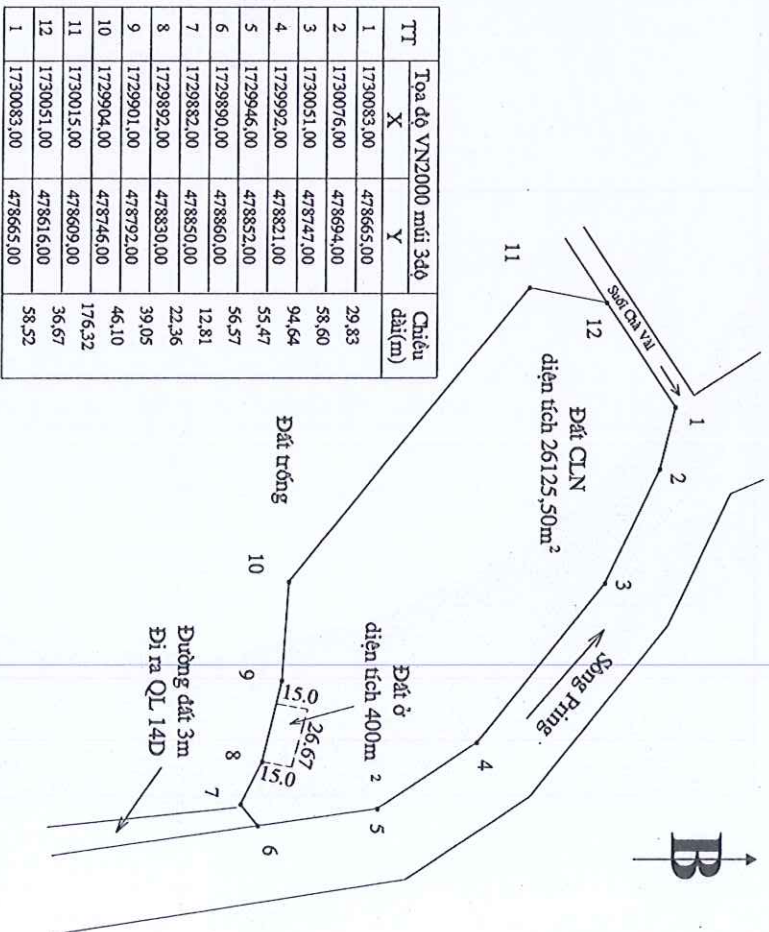 TT | Tọa độ VN2000 múi 3độ | Chiều dài(m)
X | Y
1 | 1730083,00 | 478665,00
29,83
2 | 1730076,00 | 478694,00
58,60
3 | 1730051,00 | 478747,00
94,64
4 | 1729992,00 | 478821,00
55,47
5 | 1729946,00 | 478852,00
56,57
6 | 1729890,00 | 478860,00
12,81
7 | 1729882,00 | 478850,00
22,36
8 | 1729892,00 | 478830,00
39,05
9 | 1729901,00 | 478792,00
46,10
10 | 1729904,00 | 478746,00
176,32
11 | 1730015,00 | 478609,00
36,67
12 | 1730051,00 | 478616,00
58,52
1 | 1730083,00 | 478665,00
Suối Chà Vàl
1
2
3
4
5
6
7
8
9
10
11
12
Đất CLN
diện tích 26125,50m²
Sông Pring
Đất trống
Đất ở
diện tích 400m²
15.0
26.67
15.0
Đường đất 3m
Đi ra QL 14D
B